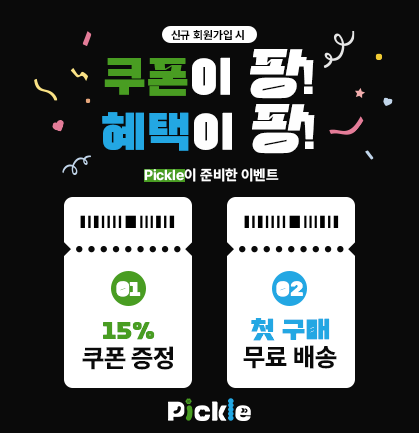 신규 회원가입 시
쿠폰이 팡!
혜택이 팡!
Pickle이 준비한 이벤트
01
15%
쿠폰 증정
02
첫 구매
무료 배송
Pickle